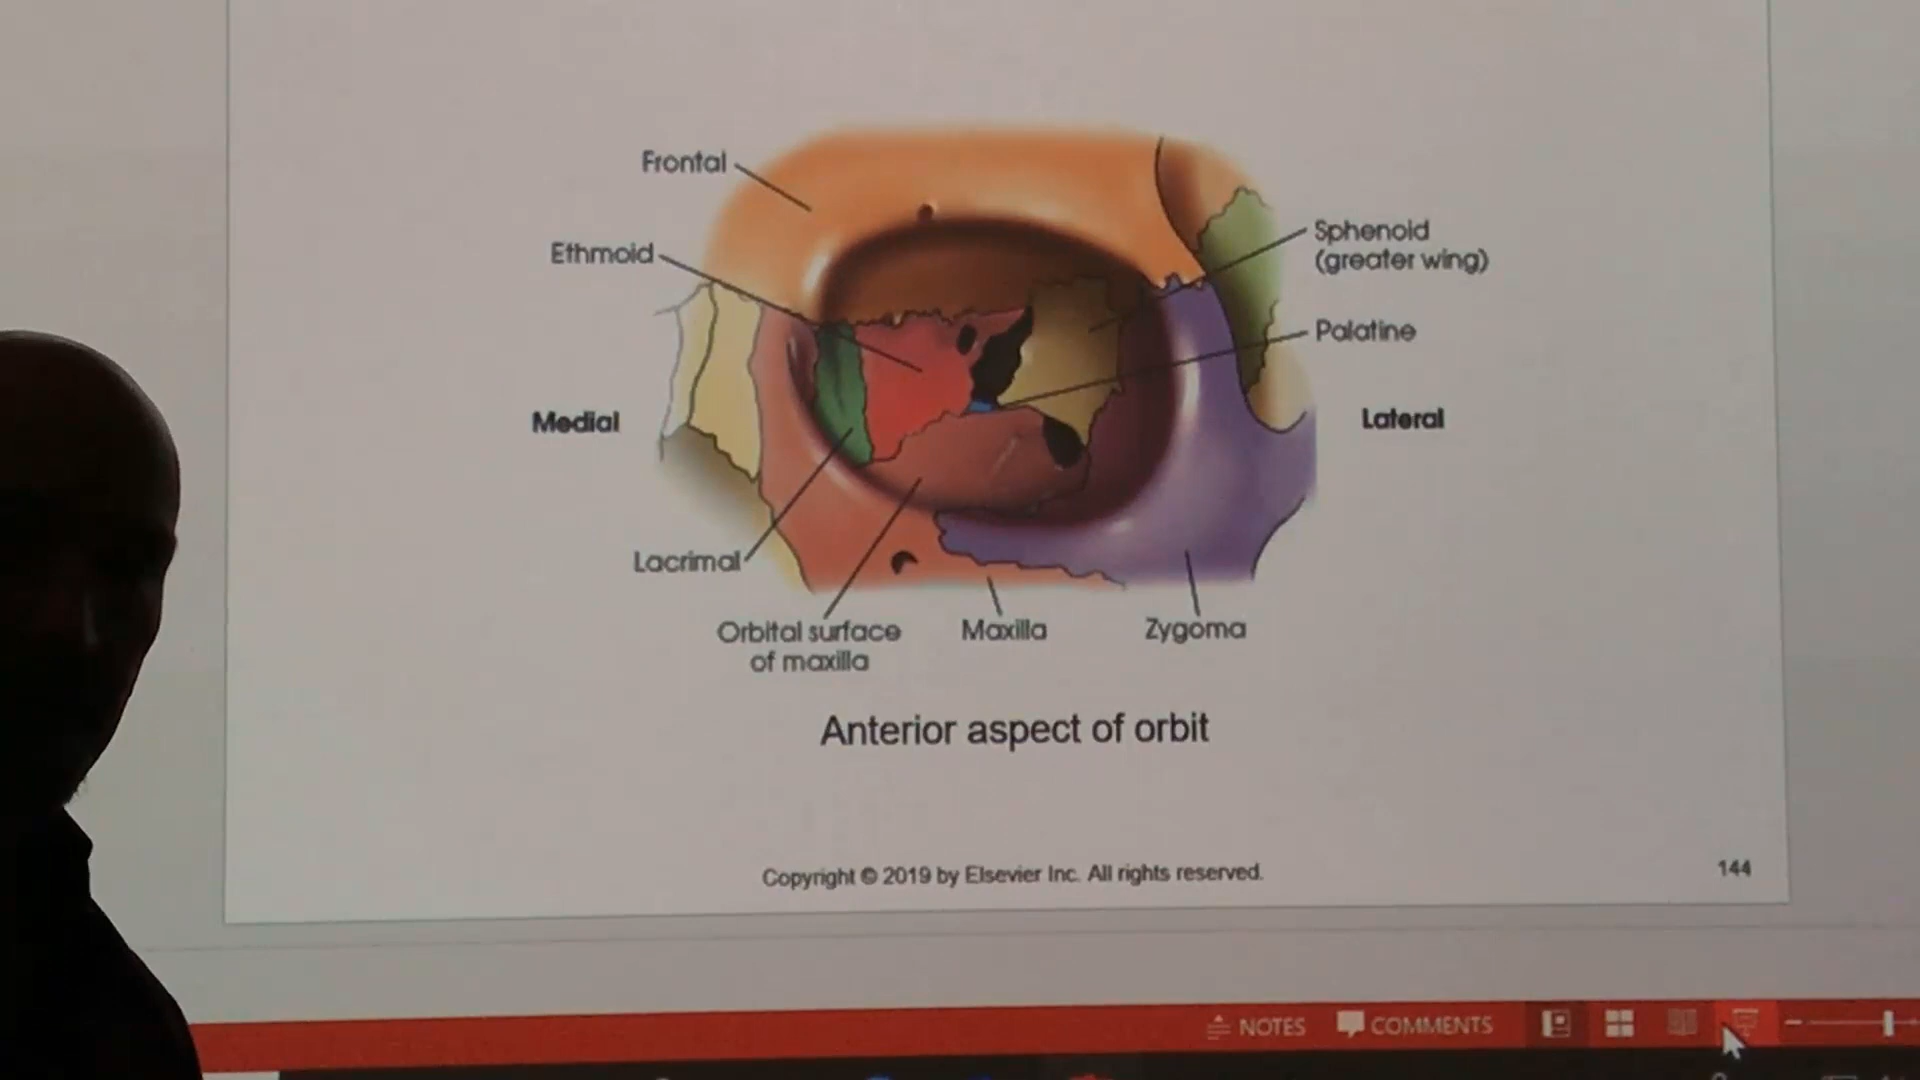 Frontal
Ethmoid
Sphenoid
(greater wing)
Palatine
Medial
Lateral
Lacrimal
Orbital surface
of maxilla
Maxilla
Zygoma
Anterior aspect of orbit
Copyright © 2019 by Elsevier Inc. All rights reserved.
144
NOTES
COMMENTS